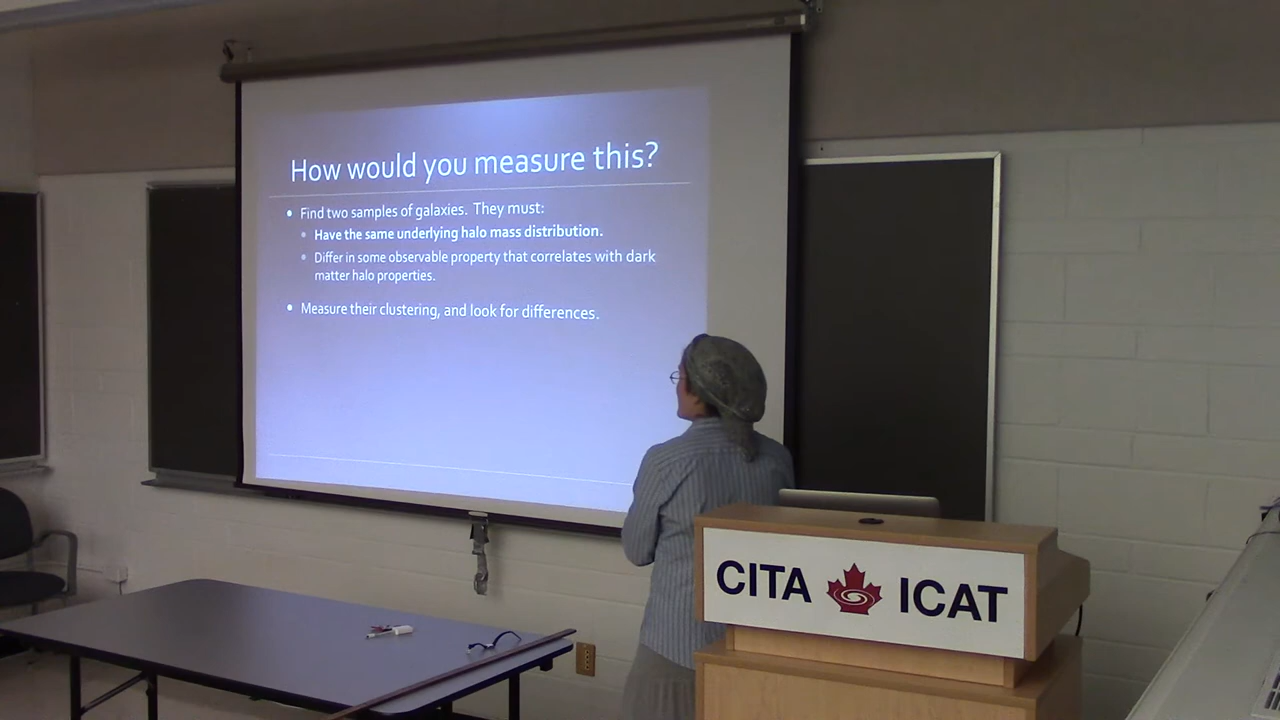 How would you measure this?
• Find two samples of galaxies. They must:
• Have the same underlying halo mass distribution.
• Differ in some observable property that correlates with dark
matter halo properties.
• Measure their clustering, and look for differences.
CITA ICAT